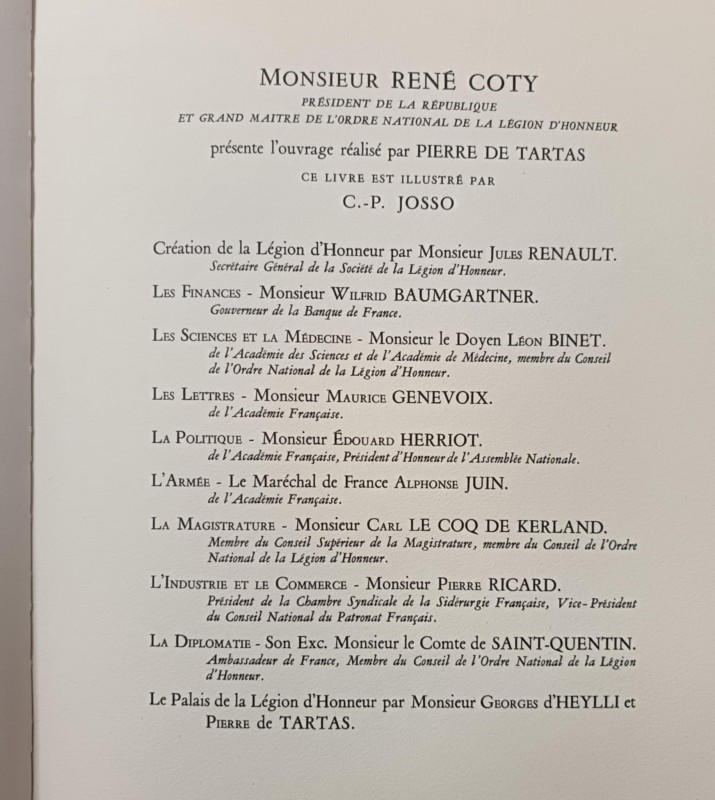 MONSIEUR RENÉ COTY
PRÉSIDENT DE LA RÉPUBLIQUE
ET GRAND MAITRE DE L'ORDRE NATIONAL DE LA LÉGION D'HONNEUR
présente l'ouvrage réalisé par PIERRE DE TARTAS
CE LIVRE EST ILLUSTRÉ PAR
C.-P. JOSSO
Création de la Légion d'Honneur par Monsieur JULES RENAULT.
Secrétaire Général de la Société de la Légion d'Honneur.
LES FINANCES - Monsieur WILFRID BAUMGARTNER.
Gouverneur de la Banque de France.
LES SCIENCES ET LA MÉDECINE - Monsieur le Doyen LÉON BINET.
de l'Académie des Sciences et de l'Académie de Médecine, membre du Conseil
de l'Ordre National de la Légion d'Honneur.
LES LETTRES - Monsieur MAURICE GENEVOIX.
de l'Académie Française.
LA POLITIQUE - Monsieur ÉDOUARD HERRIOT.
de l'Académie Française, Président d'Honneur de l'Assemblée Nationale.
L'ARMÉE - Le Maréchal de France ALPHONSE JUIN.
de l'Académie Française.
LA MAGISTRATURE - Monsieur CARL LE COQ DE KERLAND.
Membre du Conseil Supérieur de la Magistrature, membre du Conseil de l'Ordre
National de la Légion d'Honneur.
L'INDUSTRIE ET LE COMMERCE - Monsieur PIERRE RICARD.
Président de la Chambre Syndicale de la Sidérurgie Française, Vice-Président
du Conseil National du Patronat Français.
LA DIPLOMATIE - Son Exc. Monsieur le Comte de SAINT-QUENTIN.
Ambassadeur de France, Membre du Conseil de l'Ordre National de la Légion
d'Honneur.
Le Palais de la Légion d'Honneur par Monsieur GEORGES d'HEYLLI et
PIERRE de TARTAS.